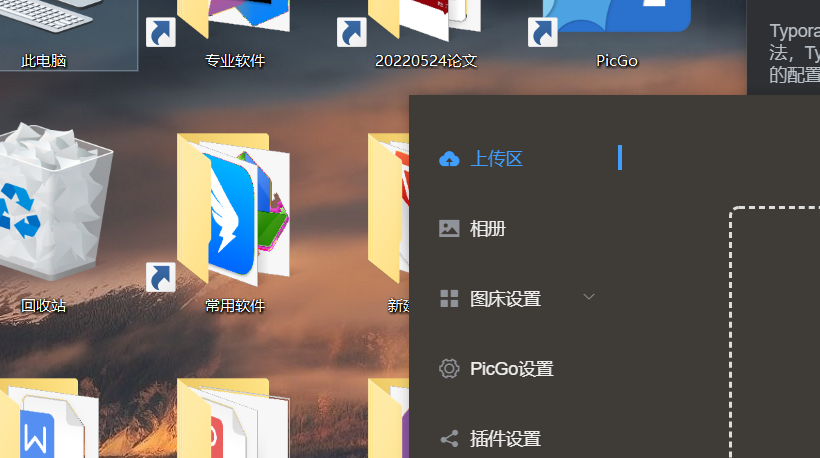 此电脑
专业软件
20220524论文
PicGo
Typora
法，Ty
的配置
上传区
相册
回收站
常用软件
新建
图床设置
PicGo设置
插件设置